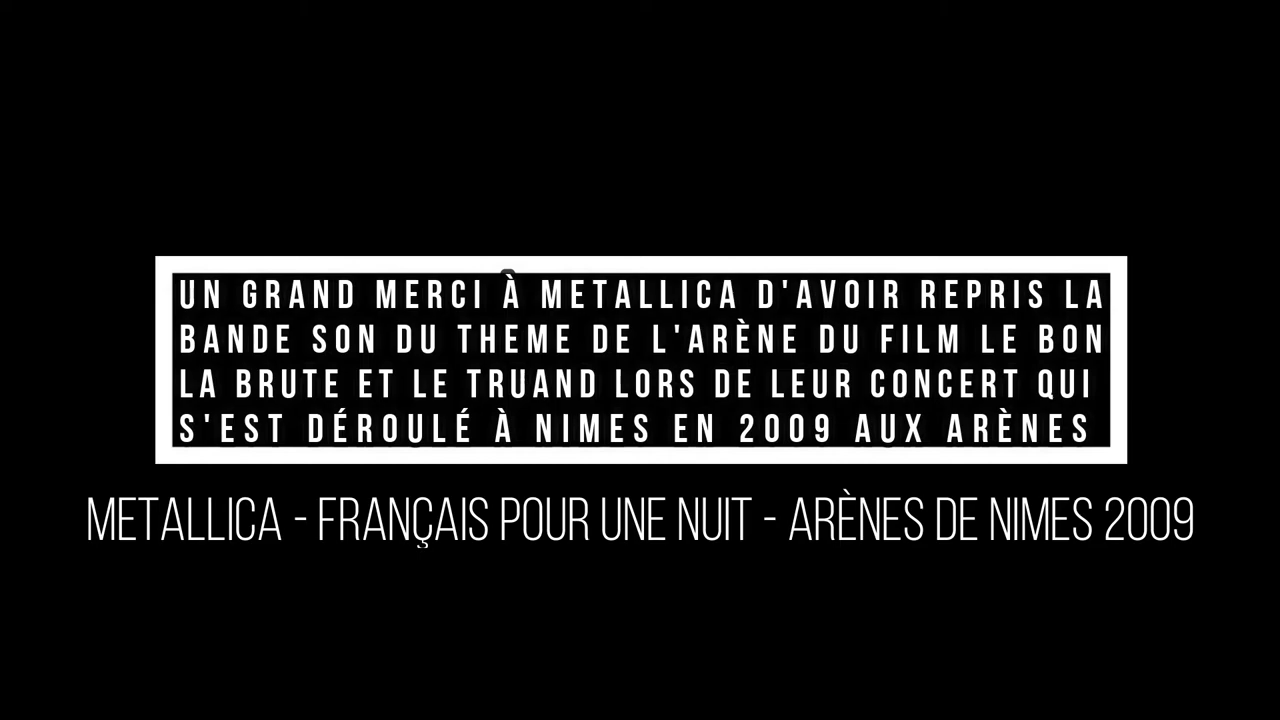 UN GRAND MERCI À METALLICA D'AVOIR REPRIS LA
BANDE SON DU THEME DE L'ARÈNE DU FILM LE BON
LA BRUTE ET LE TRUAND LORS DE LEUR CONCERT QUI
S'EST DÉROULÉ À NIMES EN 2009 AUX ARÈNES
METALLICA - FRANÇAIS POUR UNE NUIT - ARÈNES DE NIMES 2009